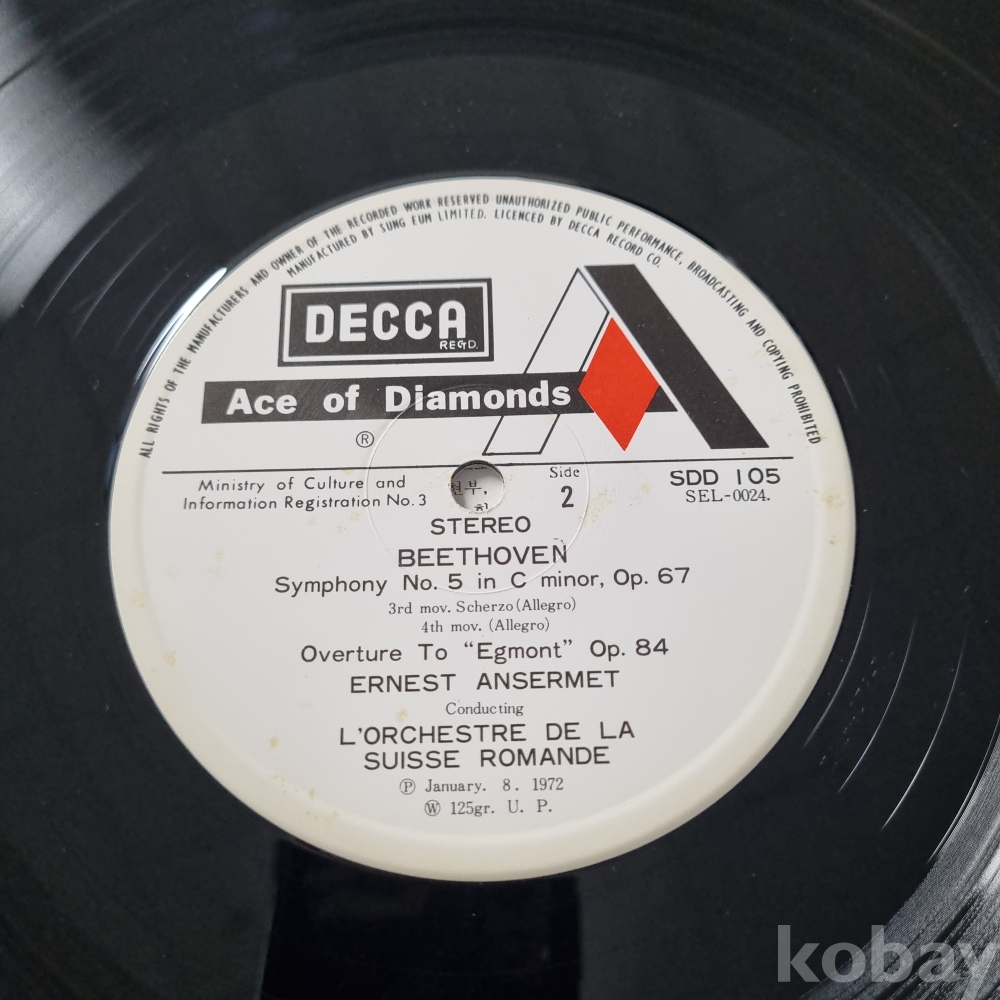 ALL RIGHTS OF THE MANUFACTURERS AND OWNER OF THE RECORDED WORK RESERVED UNAUTHORIZED PUBLIC PERFORMANCE, BROADCASTING AND COPYING PROHIBITED
MANUFACTURED BY SUNG EUM LIMITED. LICENCED BY DECCA RECORD CO.
DECCA
REGD.
Ace of Diamonds
®
Ministry of Culture and
Information Registration No.3
Side
2
SDD 105
SEL-0024.
STEREO
BEETHOVEN
Symphony No. 5 in C minor, Op. 67
3rd mov. Scherzo (Allegro)
4th mov. (Allegro)
Overture To “Egmont” Op. 84
ERNEST ANSERMET
Conducting
L'ORCHESTRE DE LA
SUISSE ROMANDE
Ⓟ January. 8. 1972
Ⓦ 125gr. U. P.
kobay